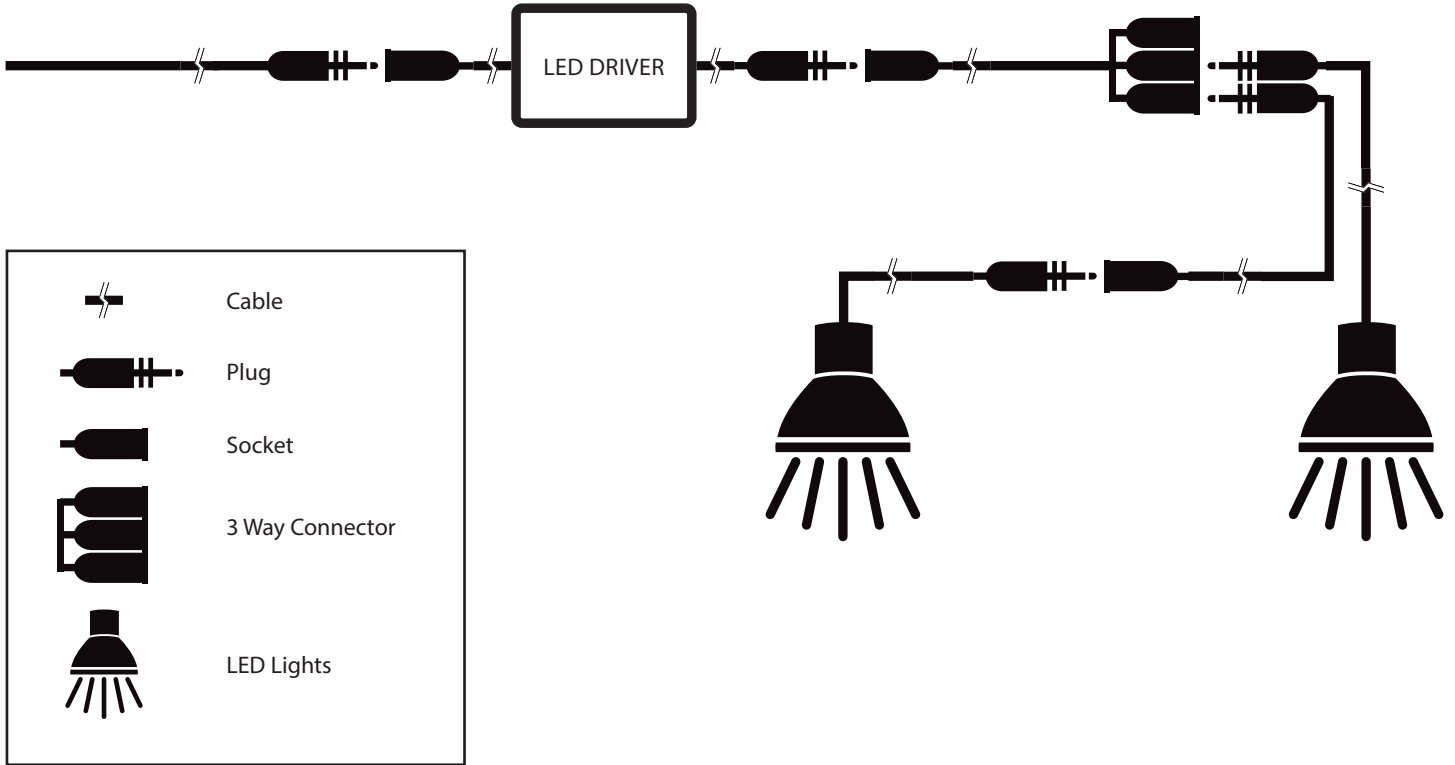 LED DRIVER
Cable
Plug
Socket
3 Way Connector
LED Lights